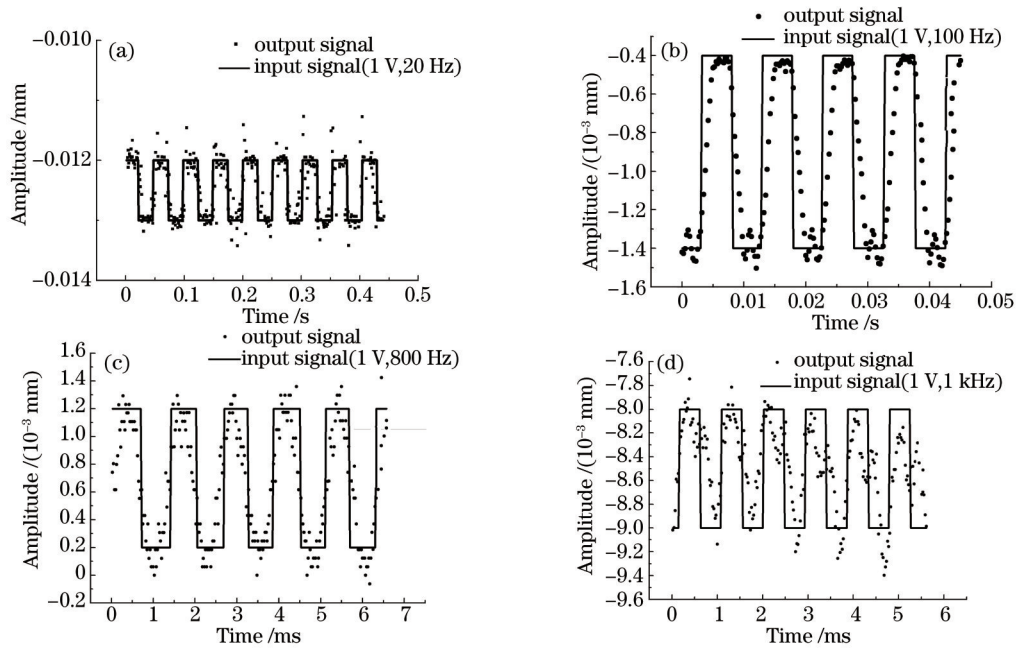 (a)
output signal
input signal(1 V,20 Hz)
−0.010
−0.012
−0.014
Amplitude /mm
0 0.1 0.2 0.3 0.4 0.5
Time /s
(b)
output signal
input signal(1 V,100 Hz)
−0.4
−0.6
−0.8
−1.0
−1.2
−1.4
−1.6
Amplitude /(10⁻³ mm)
0 0.01 0.02 0.03 0.04 0.05
Time /s
(c)
output signal
input signal(1 V,800 Hz)
1.6
1.4
1.2
1.0
0.8
0.6
0.4
0.2
0
−0.2
Amplitude /(10⁻³ mm)
0 1 2 3 4 5 6 7
Time /ms
(d)
output signal
input signal(1 V,1 kHz)
−7.6
−7.8
−8.0
−8.2
−8.4
−8.6
−8.8
−9.0
−9.2
−9.4
−9.6
Amplitude /(10⁻³ mm)
0 1 2 3 4 5 6
Time /ms